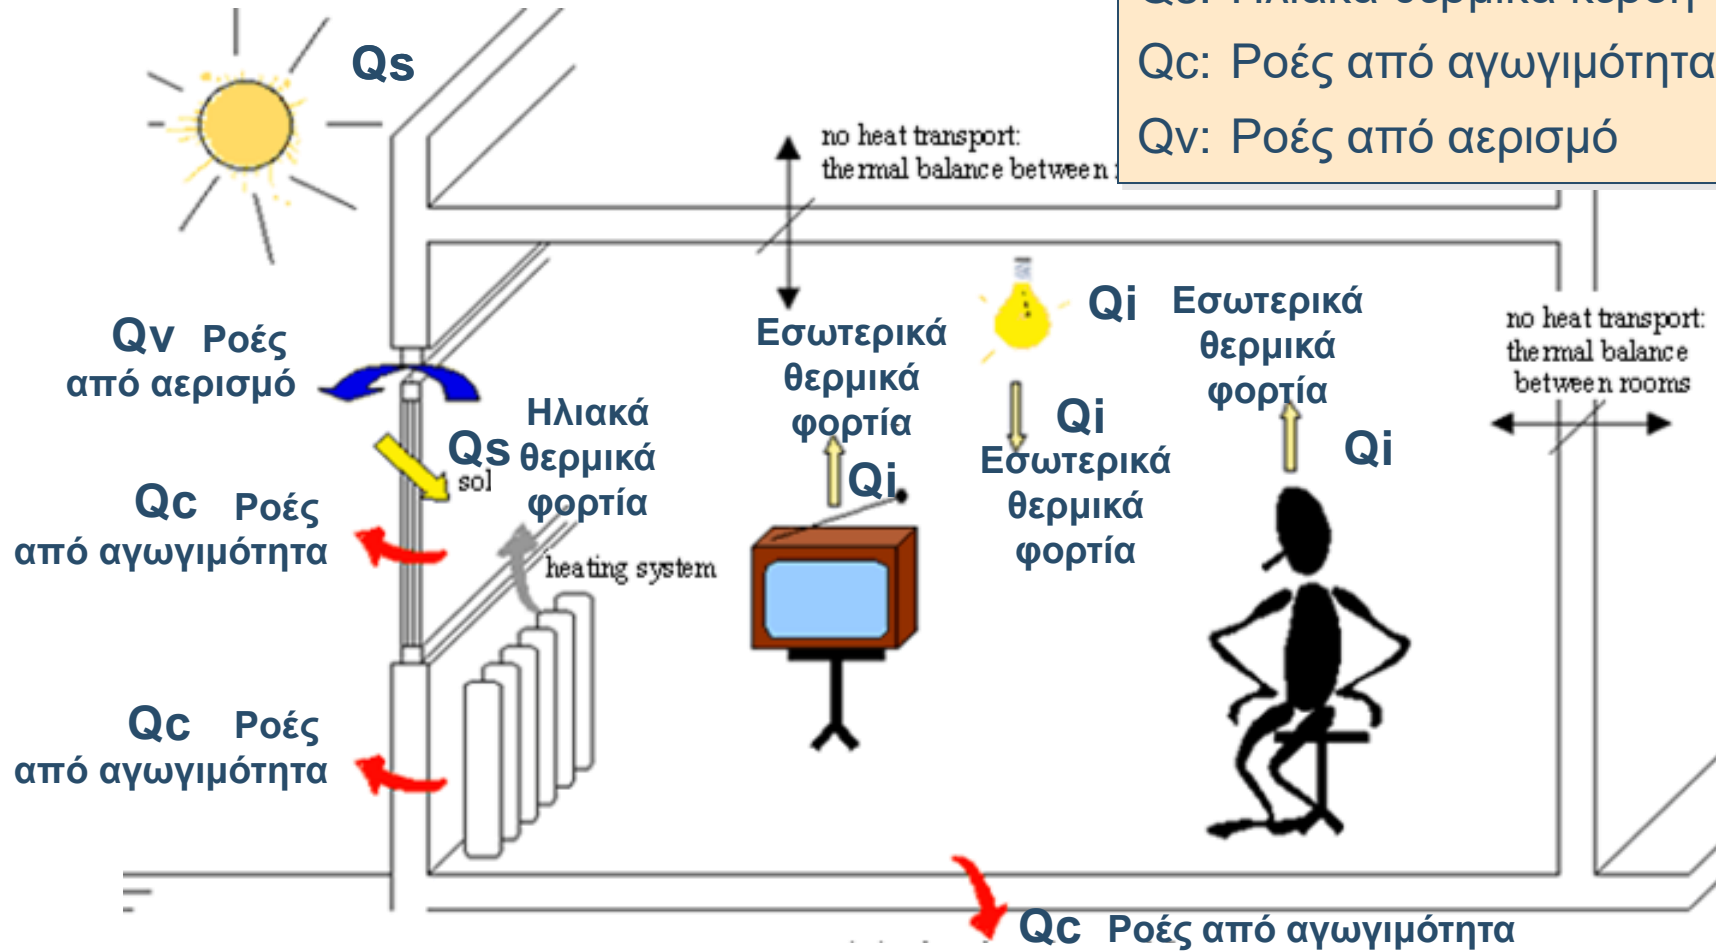 Qs
Qc: Ροές από αγωγιμότητα
Qv: Ροές από αερισμό
no heat transport:
thermal balance between
Qv Ροές
από αερισμό
Qs
sol
Ηλιακά
θερμικά
φορτία
Qc Ροές
από αγωγιμότητα
heating system
Εσωτερικά
θερμικά
φορτία
Qi
Qi
Qi
Εσωτερικά
θερμικά
φορτία
Εσωτερικά
θερμικά
φορτία
Qi
no heat transport:
thermal balance
between rooms
Qc Ροές
από αγωγιμότητα
Qc Ροές από αγωγιμότητα